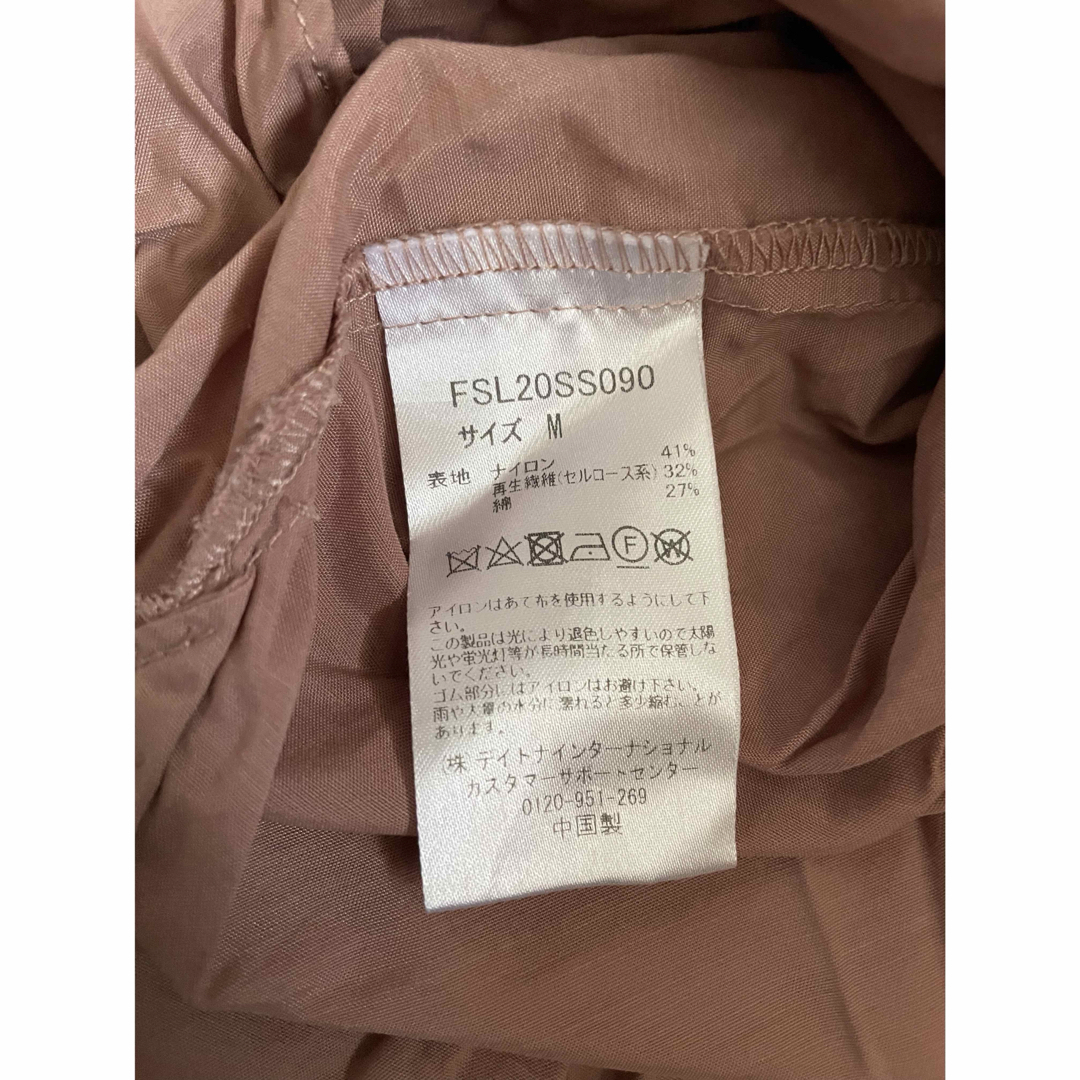 FSL20SS090
サイズ M
表地 ナイロン 41%
再生繊維(セルロース系) 32%
綿 27%
F
W
アイロンはあて布を使用するようにして下
さい。
この製品は光により退色しやすいので太陽
光や蛍光灯等が長時間当たる所で保管しな
いでください。
ゴム部分にはアイロンはお避け下さい。
雨や大量の水分に濡れると多少縮むことが
あります。
(株)デイトナインターナショナル
カスタマーサポートセンター
0120-951-269
中国製